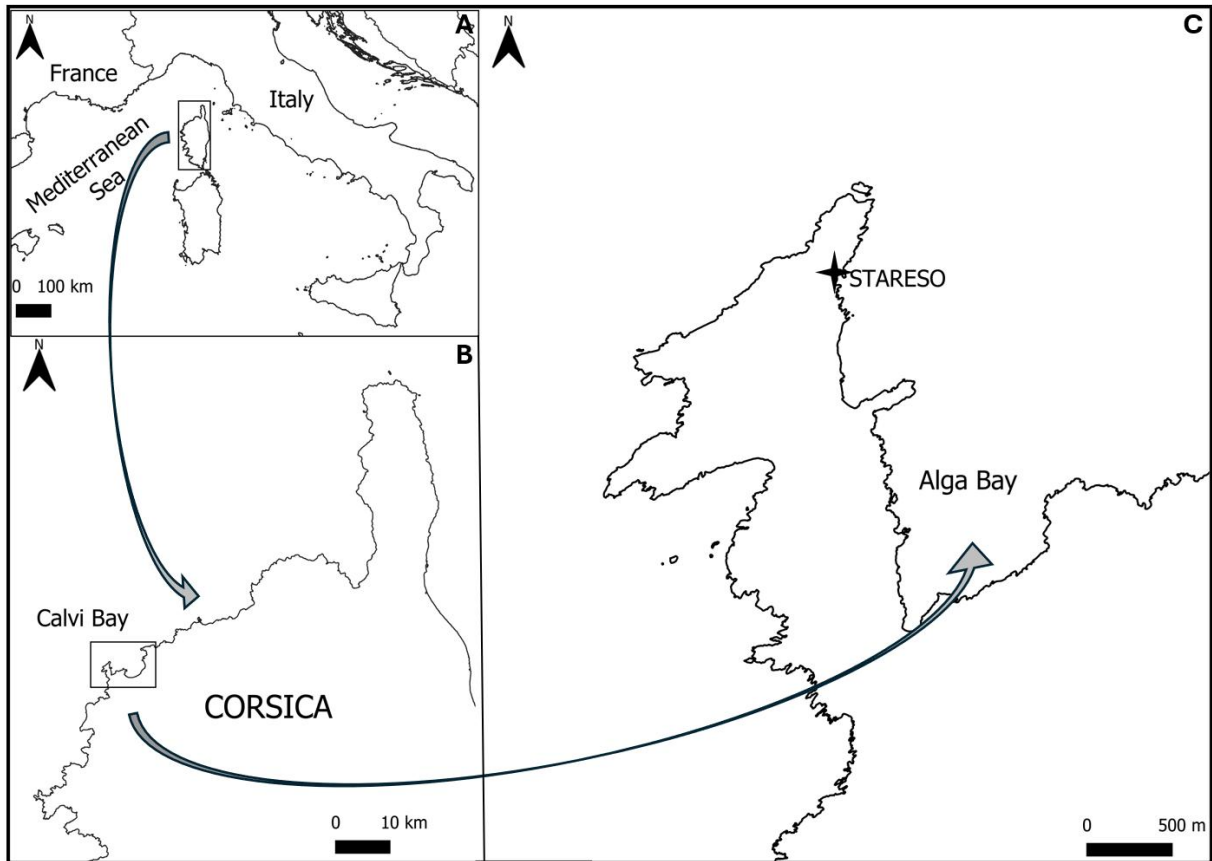 N
A
France
Italy
Mediterranean
Sea
0 100 km
N
B
Calvi Bay
CORSICA
0 10 km
N
C
STARESO
Alga Bay
0 500 m